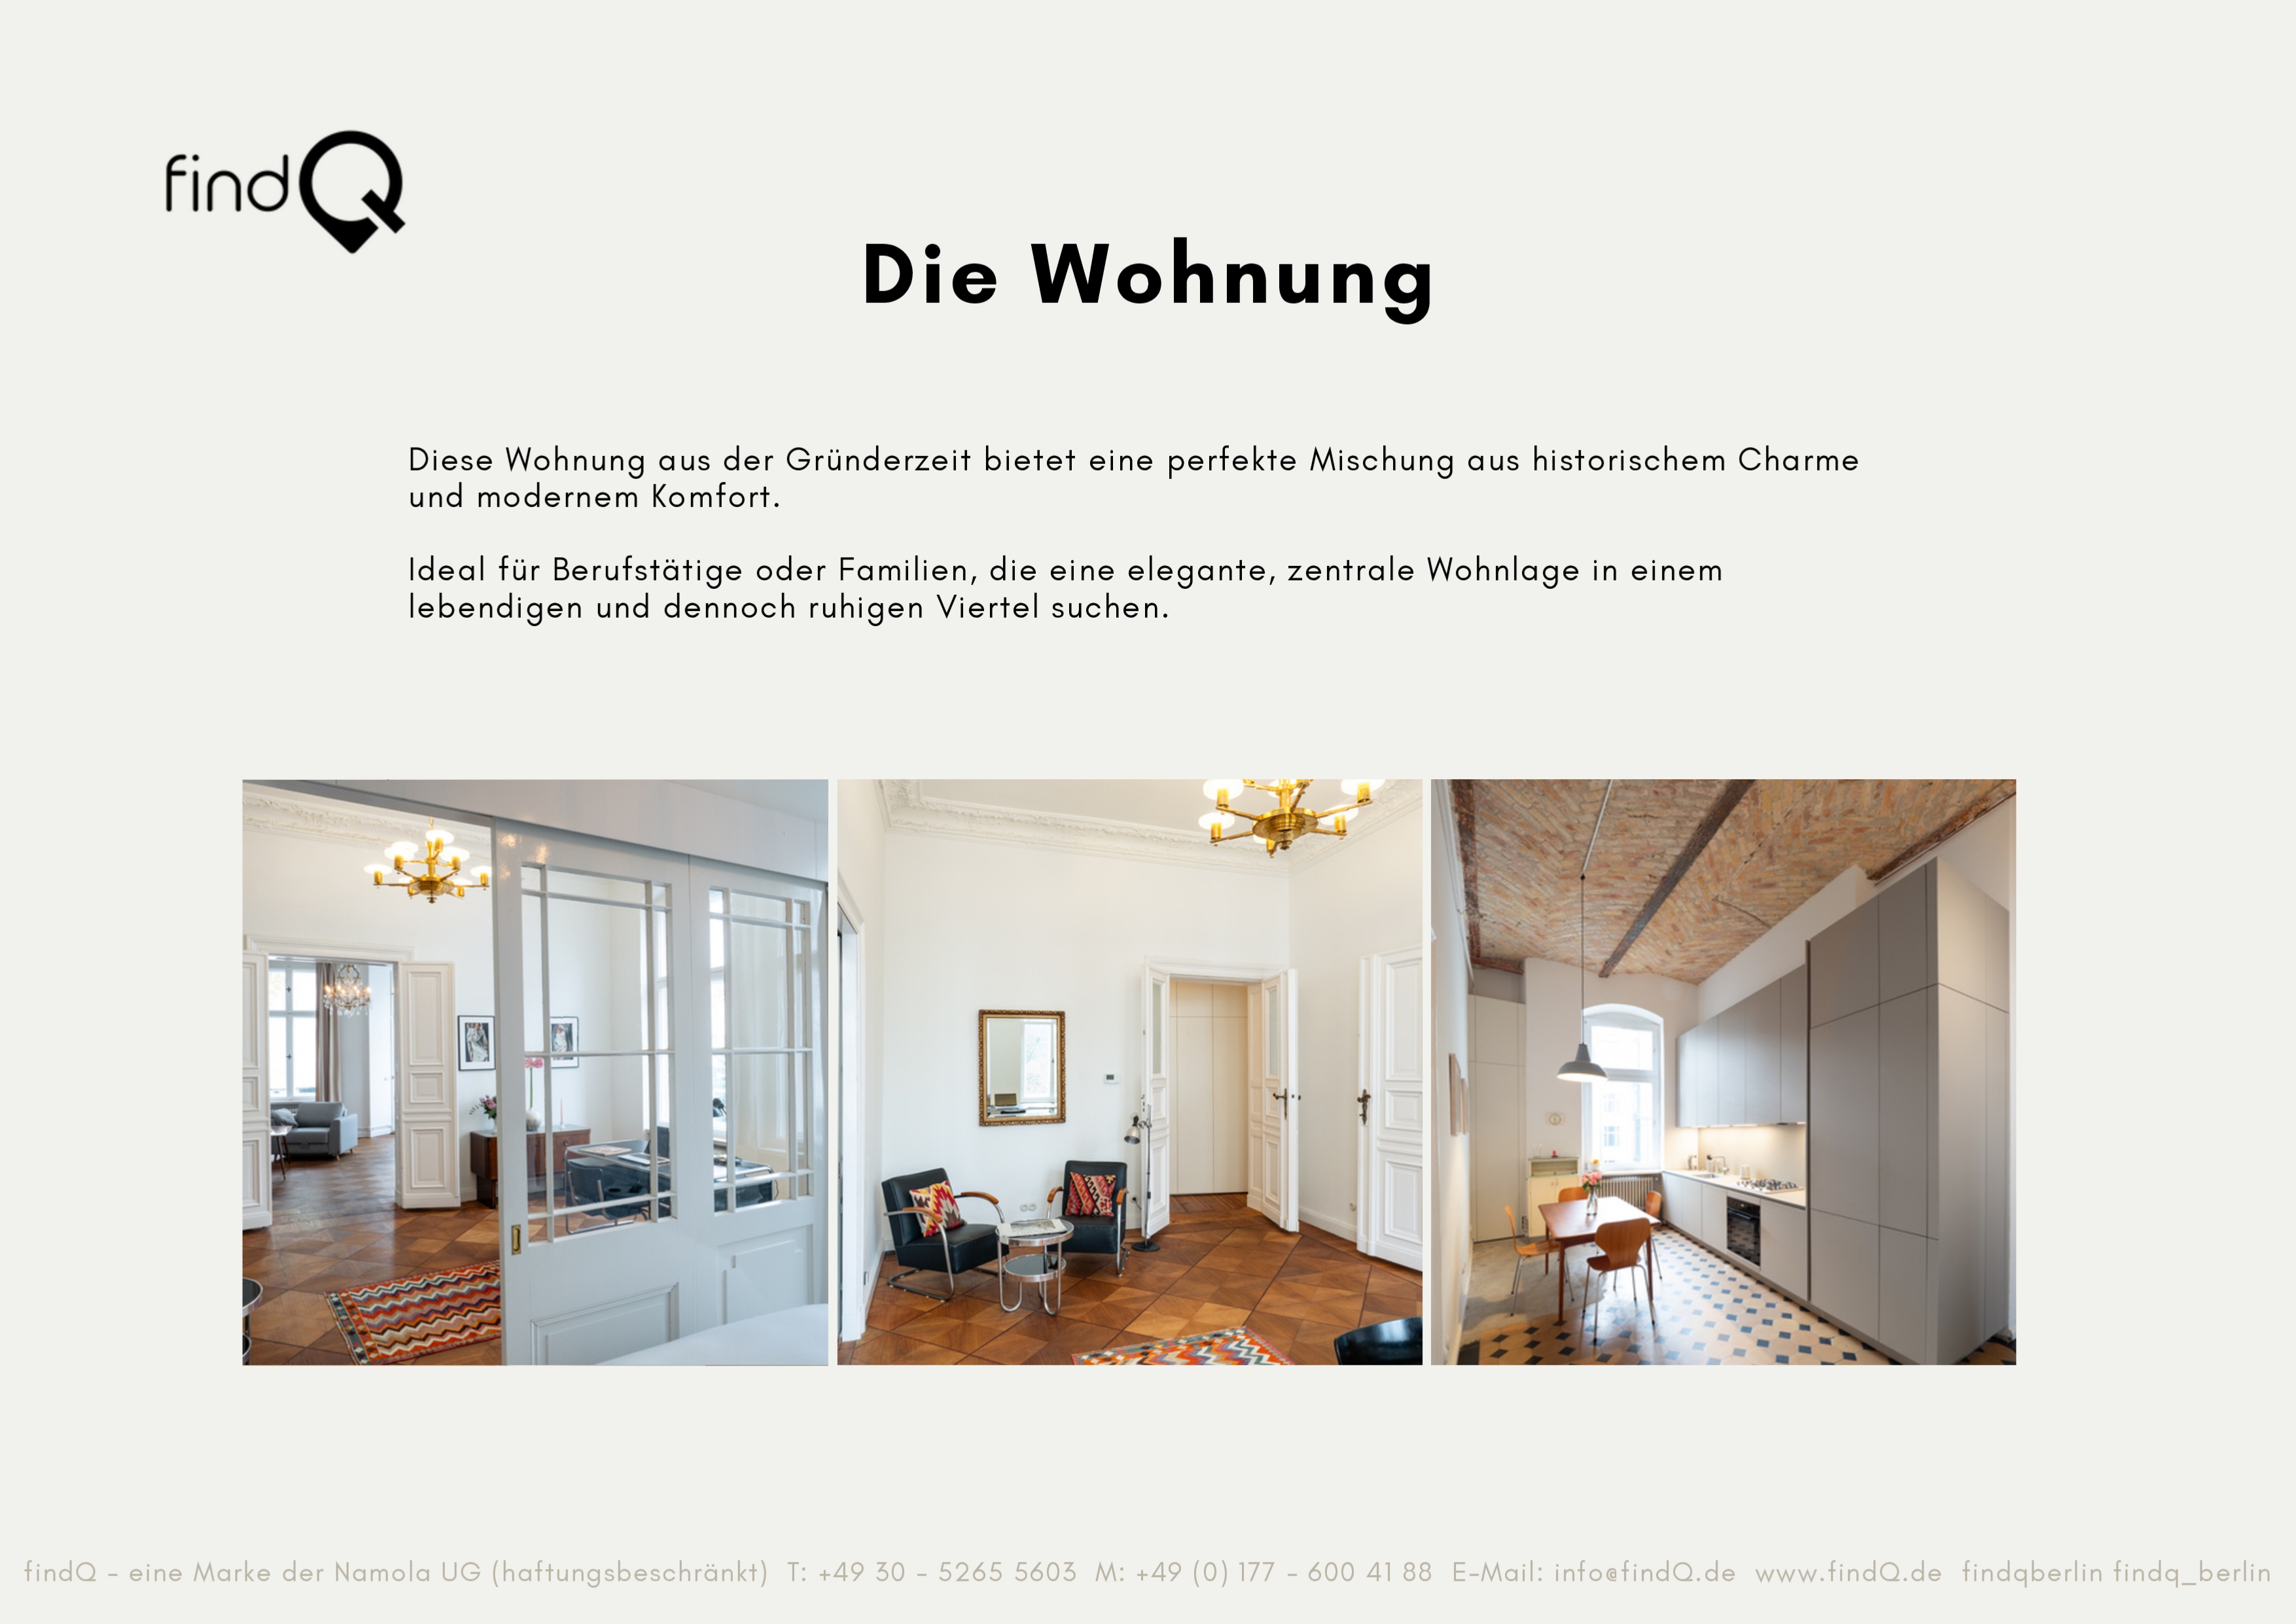 findQ
Die Wohnung
Diese Wohnung aus der Gründerzeit bietet eine perfekte Mischung aus historischem Charme
und modernem Komfort.
Ideal für Berufstätige oder Familien, die eine elegante, zentrale Wohnlage in einem
lebendigen und dennoch ruhigen Viertel suchen.
findQ - eine Marke der Namola UG (haftungsbeschränkt) T: +49 30 - 5265 5603 M: +49 (0) 177 - 600 41 88 E-Mail: info@findQ.de www.findQ.de findqberlin findq_berlin